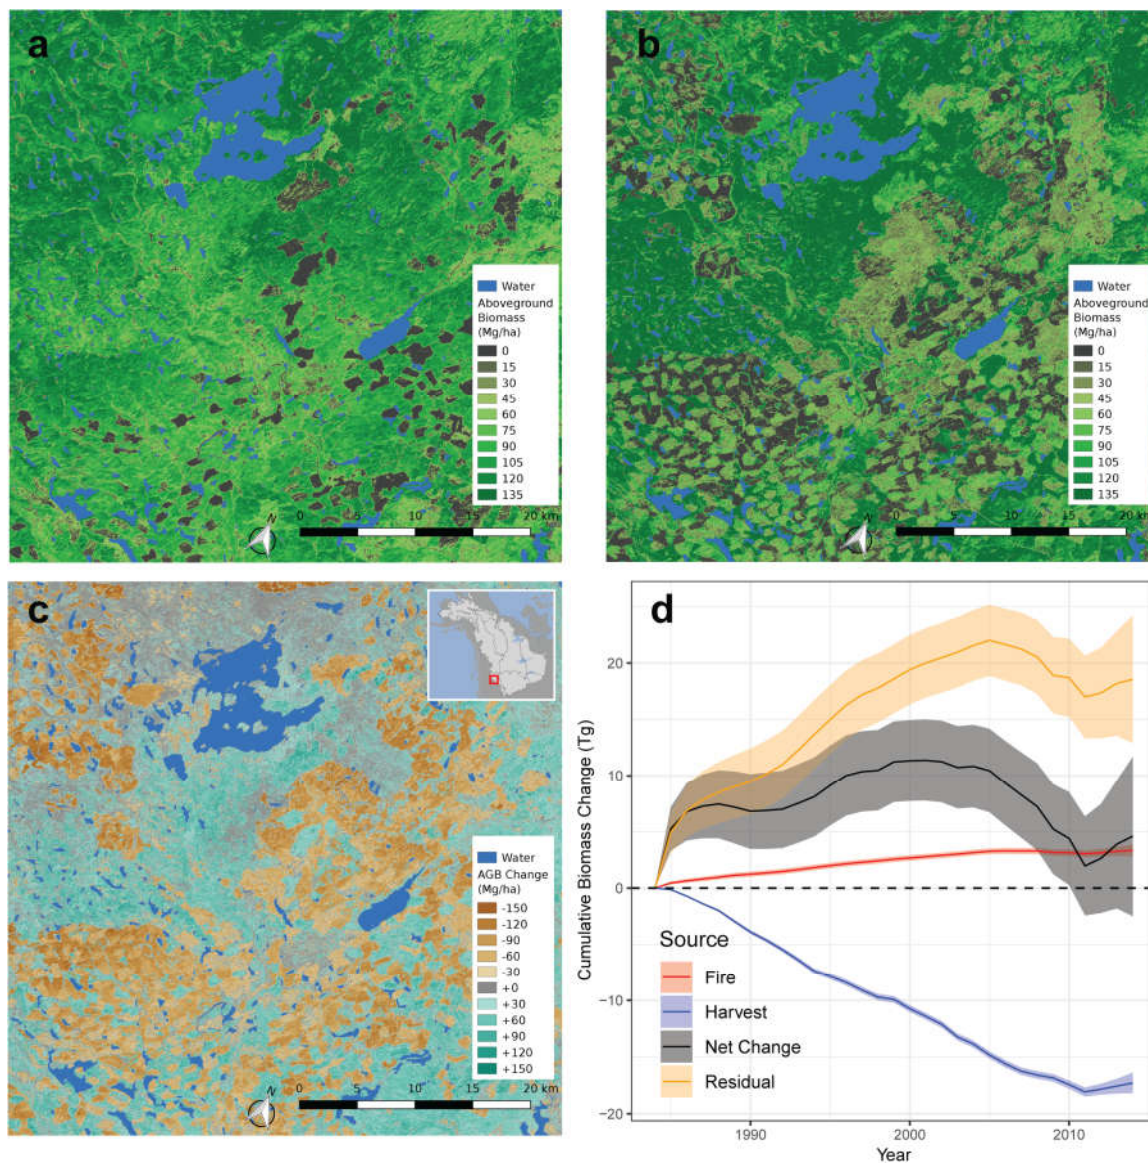 a
Water
Aboveground
Biomass
(Mg/ha)
0
15
30
45
60
75
90
105
120
135
N
0 5 10 15 20 km
b
Water
Aboveground
Biomass
(Mg/ha)
0
15
30
45
60
75
90
105
120
135
N
0 5 10 15 20 km
c
Water
AGB Change
(Mg/ha)
-150
-120
-90
-60
-30
+0
+30
+60
+90
+120
+150
N
0 5 10 15 20 km
d
Cumulative Biomass Change (Tg)
20
10
0
−10
−20
Source
Fire
Harvest
Net Change
Residual
1990 2000 2010
Year